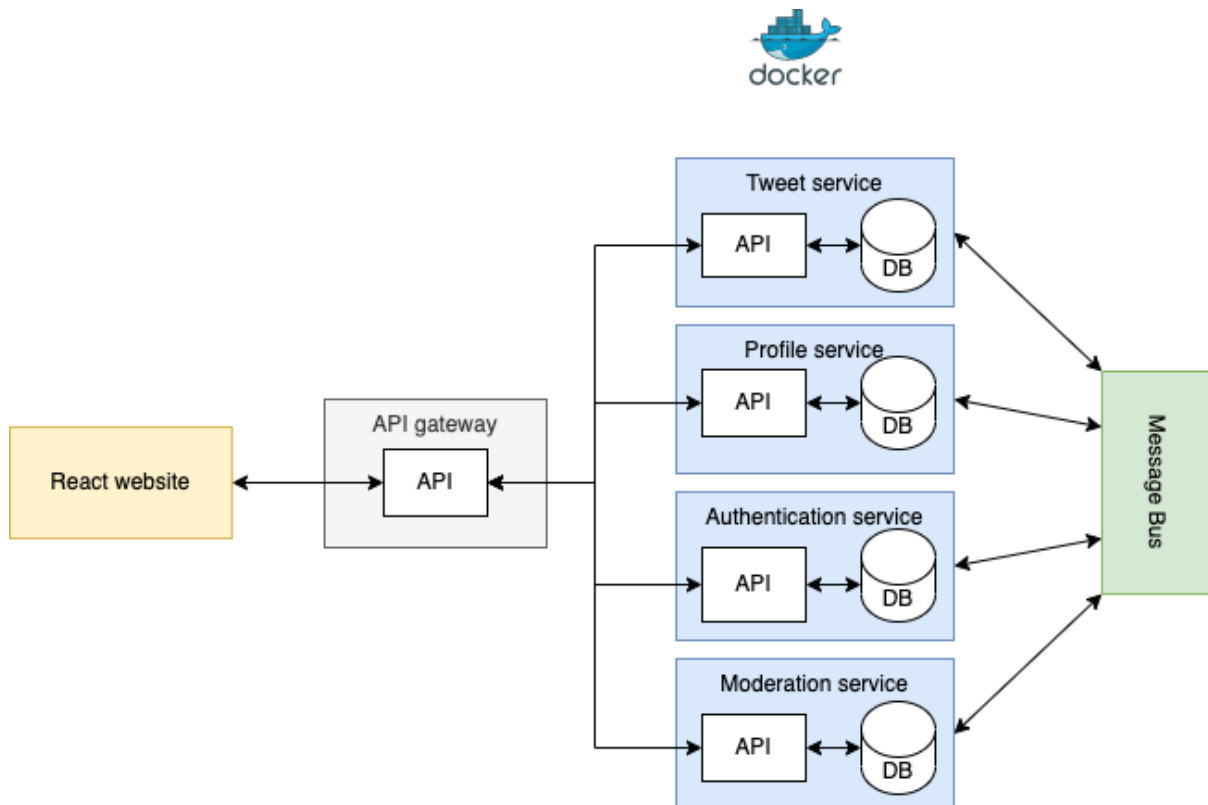 docker
Tweet service
API
DB
Profile service
API
DB
API gateway
API
React website
Authentication service
API
DB
Moderation service
API
DB
Message Bus